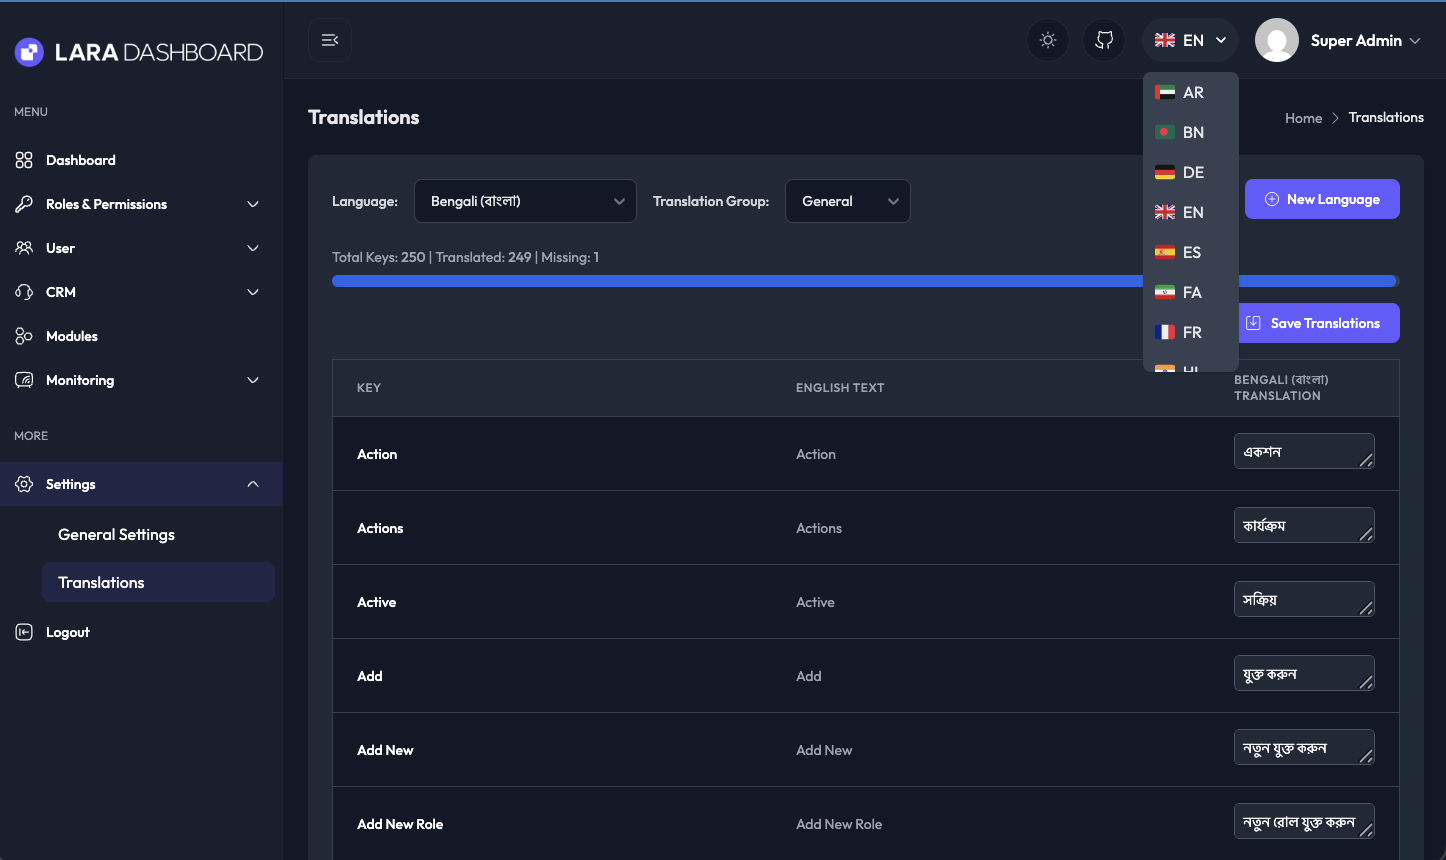 LARA DASHBOARD
EN
Super Admin
MENU
Dashboard
Roles & Permissions
User
CRM
Modules
Monitoring
MORE
Settings
General Settings
Translations
Logout
AR
BN
DE
EN
ES
FA
FR
HI
Translations
Home > Translations
Language: Bengali (বাংলা) Translation Group: General
New Language
Total Keys: 250 | Translated: 249 | Missing: 1
Save Translations
KEY ENGLISH TEXT BENGALI (বাংলা)
TRANSLATION
Action Action একশন
Actions Actions কার্যক্রম
Active Active সক্রিয়
Add Add যুক্ত করুন
Add New Add New নতুন যুক্ত করুন
Add New Role Add New Role নতুন রোল যুক্ত করুন